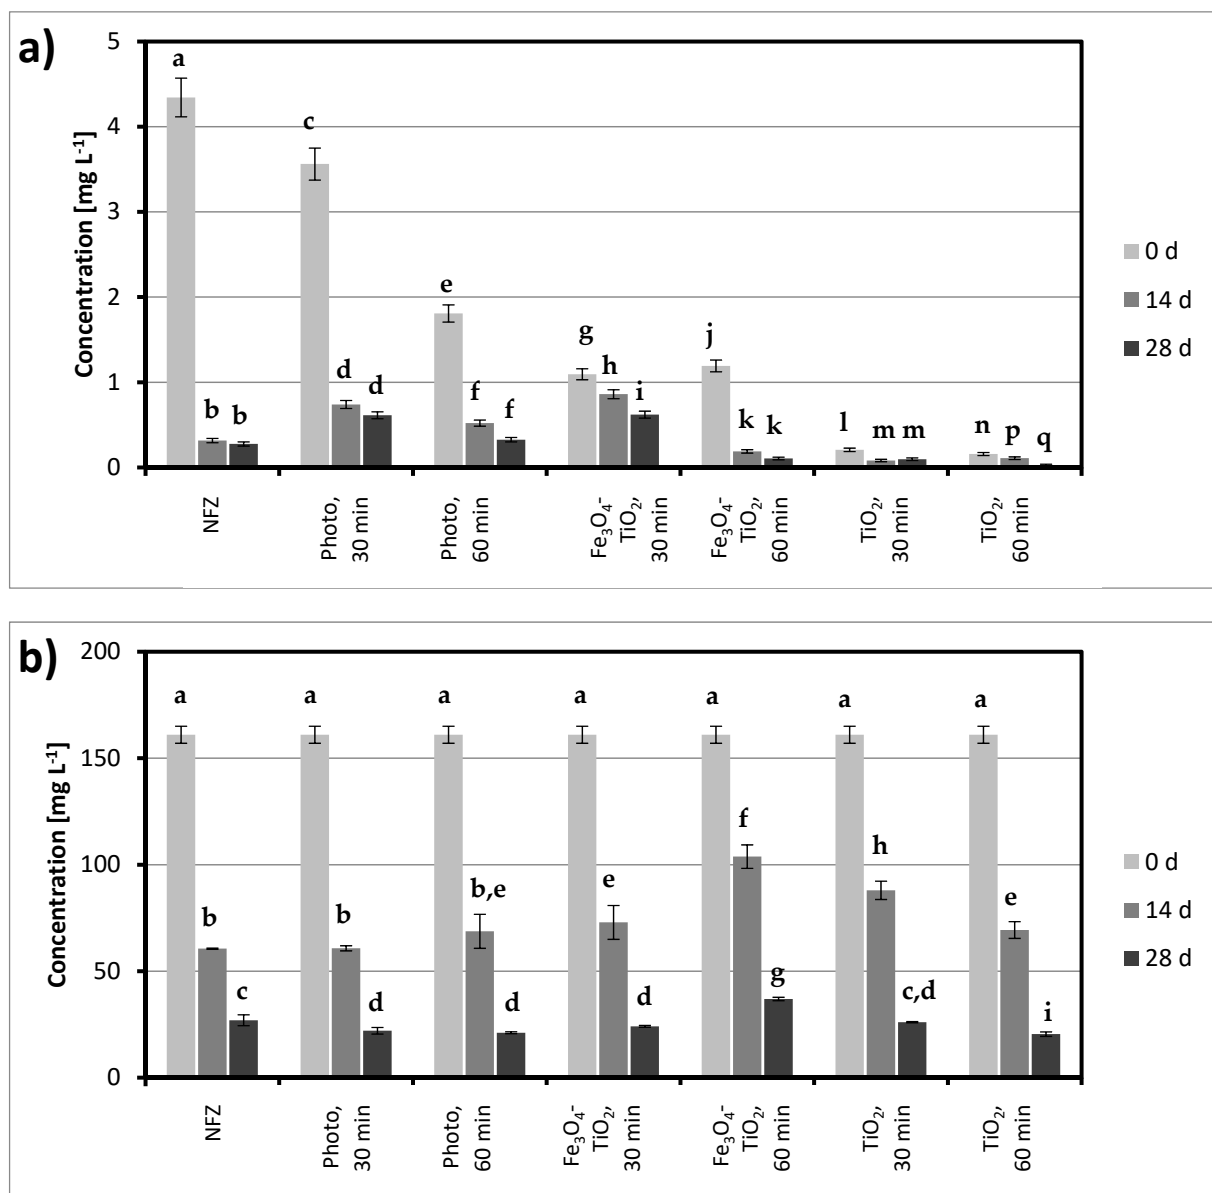 a)
Concentration [mg L⁻¹]
5
4
3
2
1
0
a
b b
c
d d
e
f f
g
h
i
j
k k
l
m m
n
p
q
NFZ
Photo,
30 min
Photo,
60 min
Fe₃O₄-
TiO₂,
30 min
Fe₃O₄-
TiO₂,
60 min
TiO₂,
30 min
TiO₂,
60 min
0 d
14 d
28 d
b)
Concentration [mg L⁻¹]
200
150
100
50
0
a
b
c
a
b
d
a
b,e
d
a
e
d
a
f
g
a
h
c,d
a
e
i
NFZ
Photo,
30 min
Photo,
60 min
Fe₃O₄-
TiO₂,
30 min
Fe₃O₄-
TiO₂,
60 min
TiO₂,
30 min
TiO₂,
60 min
0 d
14 d
28 d